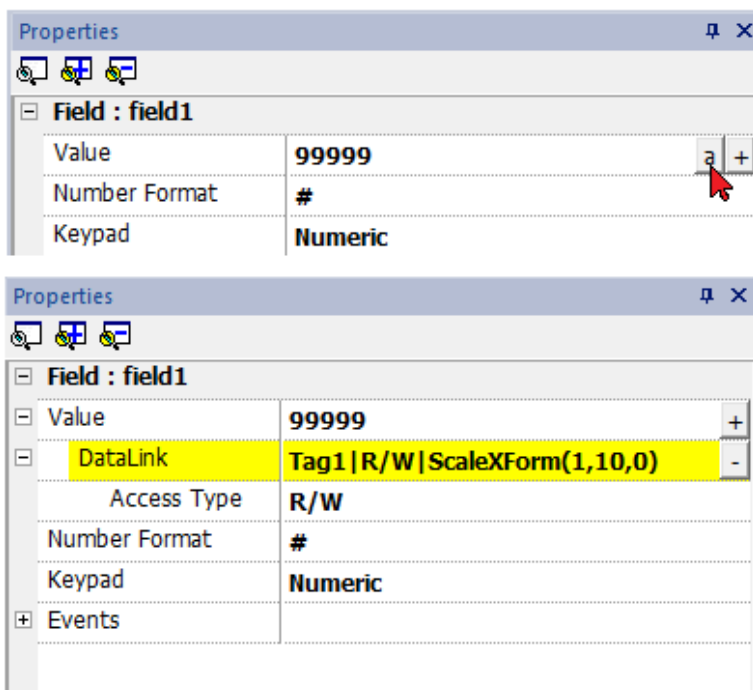 Properties
Field : field1
Value 99999 a +
Number Format #
Keypad Numeric
Properties
Field : field1
Value 99999 +
DataLink Tag1|R/W|ScaleXForm(1,10,0) -
Access Type R/W
Number Format #
Keypad Numeric
Events